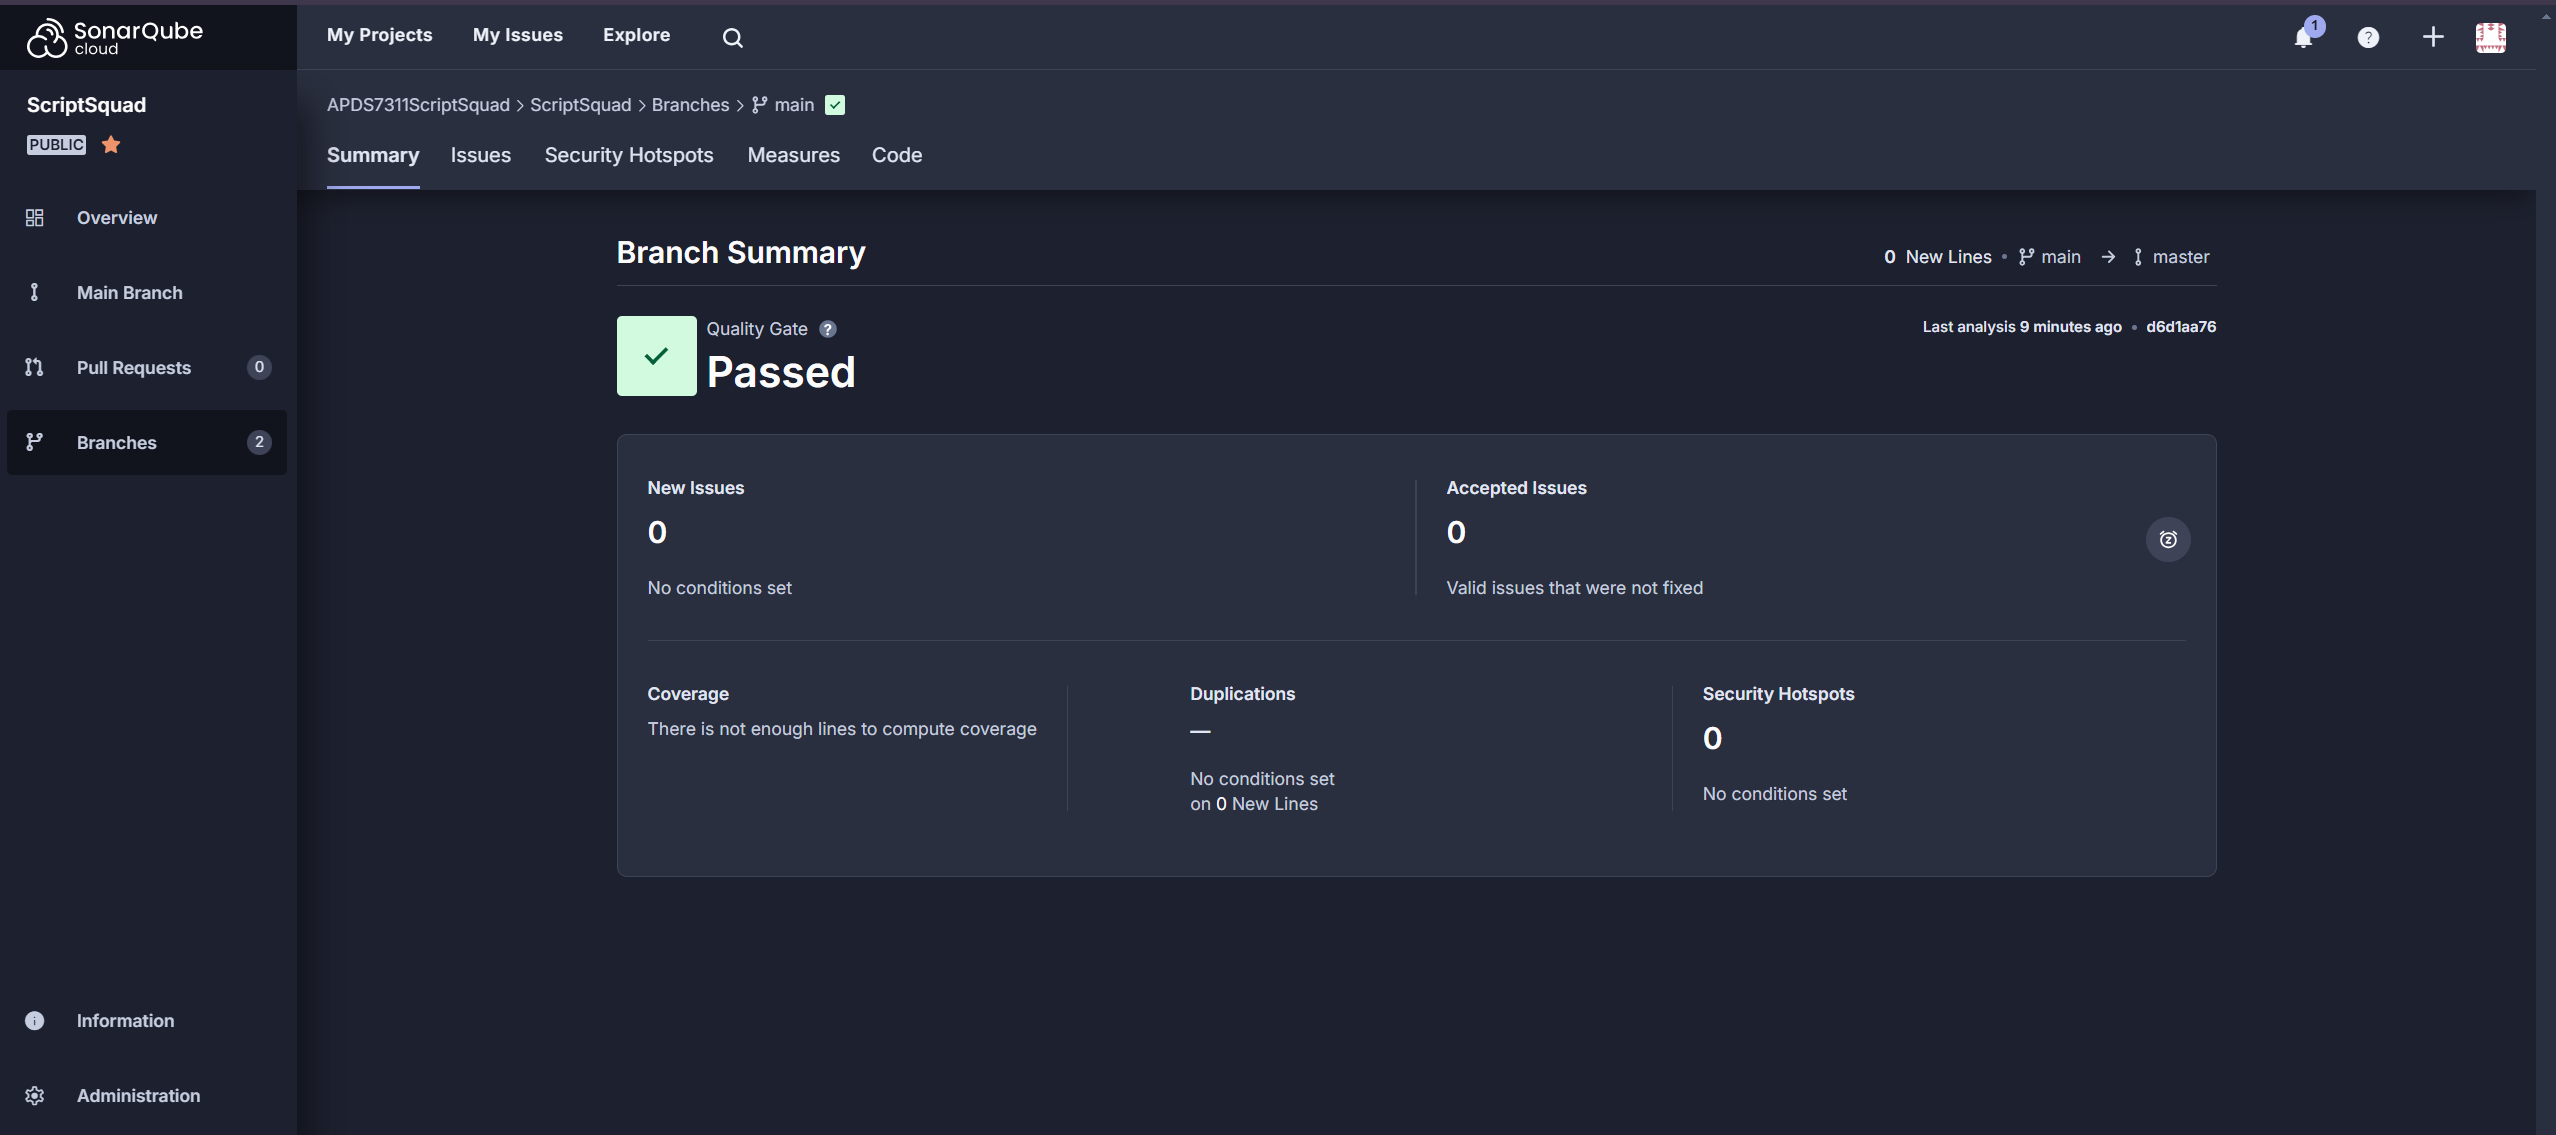 SonarQube
cloud
My Projects
My Issues
Explore
1
?
ScriptSquad
PUBLIC
APDS7311ScriptSquad > ScriptSquad > Branches > main
Summary
Issues
Security Hotspots
Measures
Code
Overview
Main Branch
Pull Requests
0
Branches
2
Information
Administration
Branch Summary
0 New Lines • main → master
Quality Gate ?
Passed
Last analysis 9 minutes ago • d6d1aa76
New Issues
0
No conditions set
Accepted Issues
0
Valid issues that were not fixed
Coverage
There is not enough lines to compute coverage
Duplications
—
No conditions set
on 0 New Lines
Security Hotspots
0
No conditions set